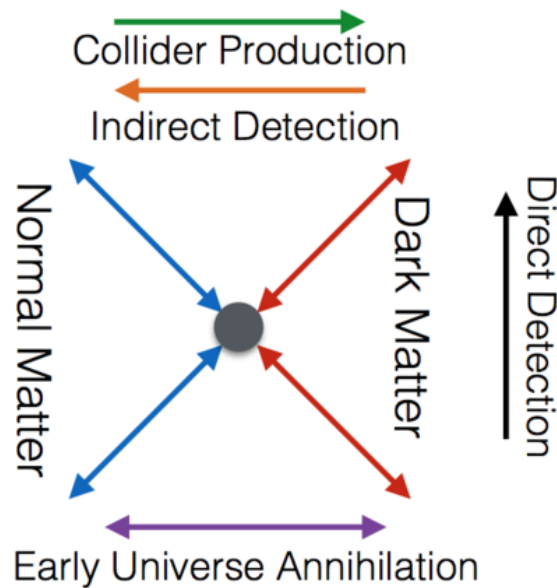 Collider Production
Indirect Detection
Normal Matter
Dark Matter
Direct Detection
Early Universe Annihilation